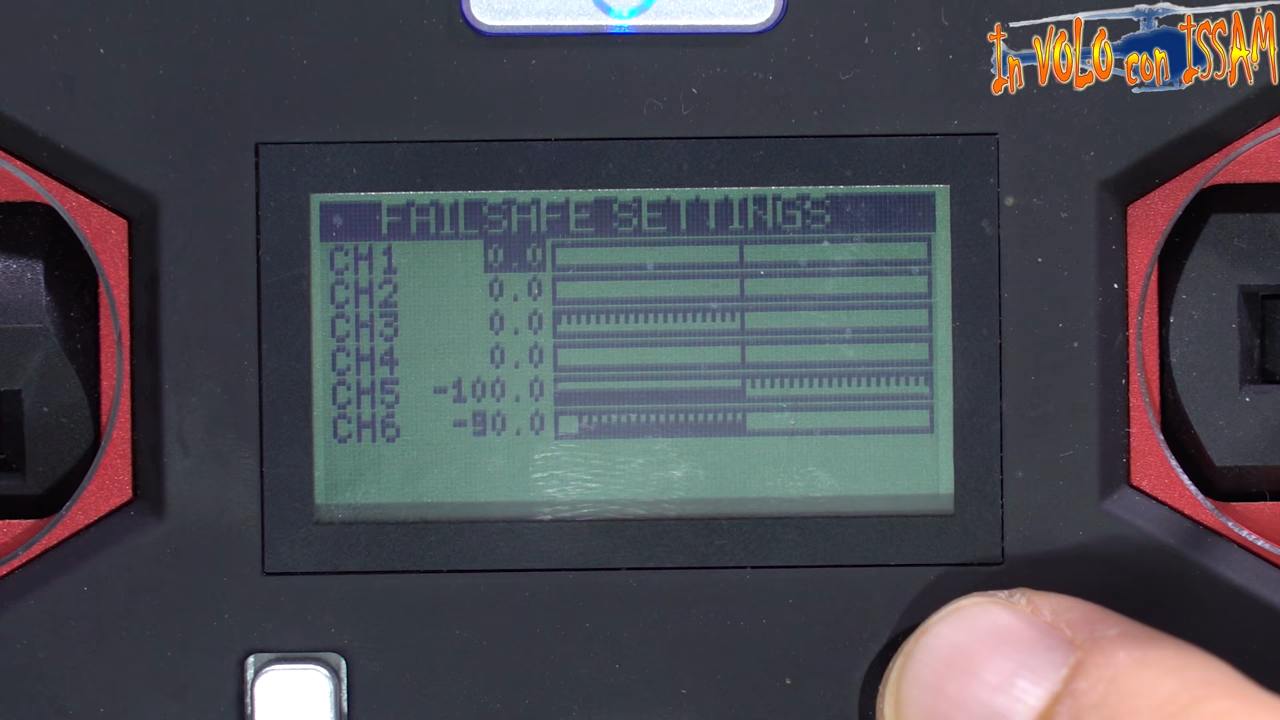 In VOLO con ISSAM
FAILSAFE SETTINGS
CH1 0.0
CH2 0.0
CH3 0.0
CH4 0.0
CH5 -100.0
CH6 -90.0